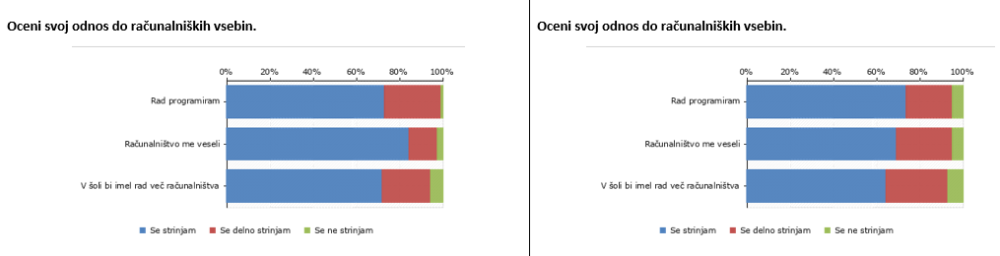 Oceni svoj odnos do računalniških vsebin.
0% 20% 40% 60% 80% 100%
Rad programiram
Računalništvo me veseli
V šoli bi imel rad več računalništva
Se strinjam Se delno strinjam Se ne strinjam
Oceni svoj odnos do računalniških vsebin.
0% 20% 40% 60% 80% 100%
Rad programiram
Računalništvo me veseli
V šoli bi imel rad več računalništva
Se strinjam Se delno strinjam Se ne strinjam